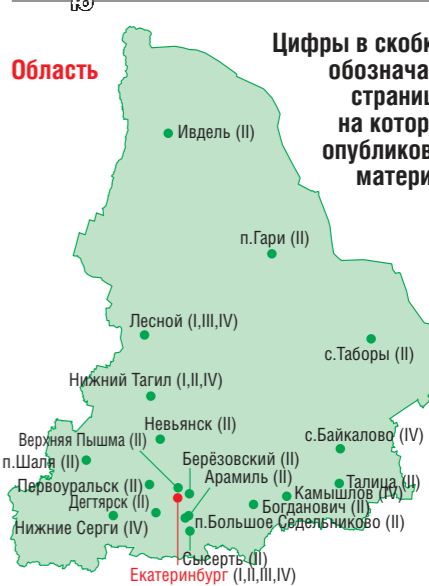 Область
Цифры в скобк
обознача
страниц
на котор
опубликов
матери
Ивдель (II)
п.Гари (II)
Лесной (I,III,IV)
с.Таборы (II)
Нижний Тагил (I,II,IV)
Невьянск (II)
Верхняя Пышма (II)
с.Байкалово (IV)
п.Шаля (II)
Берёзовский (II)
Арамиль (II)
Талица (II)
Первоуральск (II)
Камышлов (IV)
Дегтярск (II)
Богданович (II)
Нижние Серги (IV)
п.Большое Седельниково (II)
Сысерть (II)
Екатеринбург (I,II,III,IV)